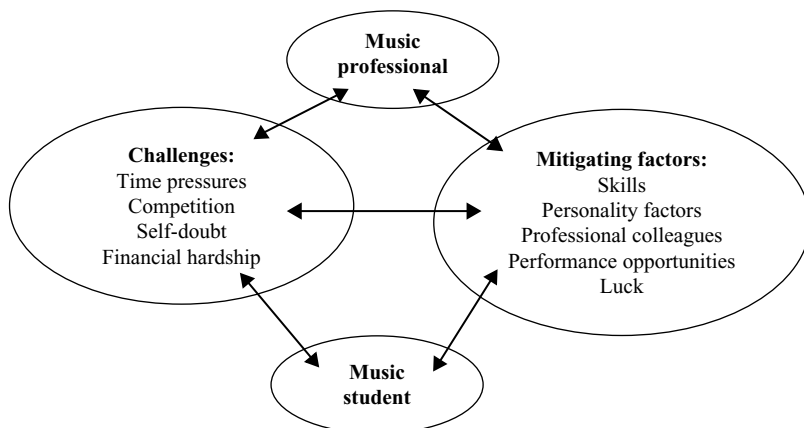 Music
professional
Challenges:
Time pressures
Competition
Self-doubt
Financial hardship
Mitigating factors:
Skills
Personality factors
Professional colleagues
Performance opportunities
Luck
Music
student